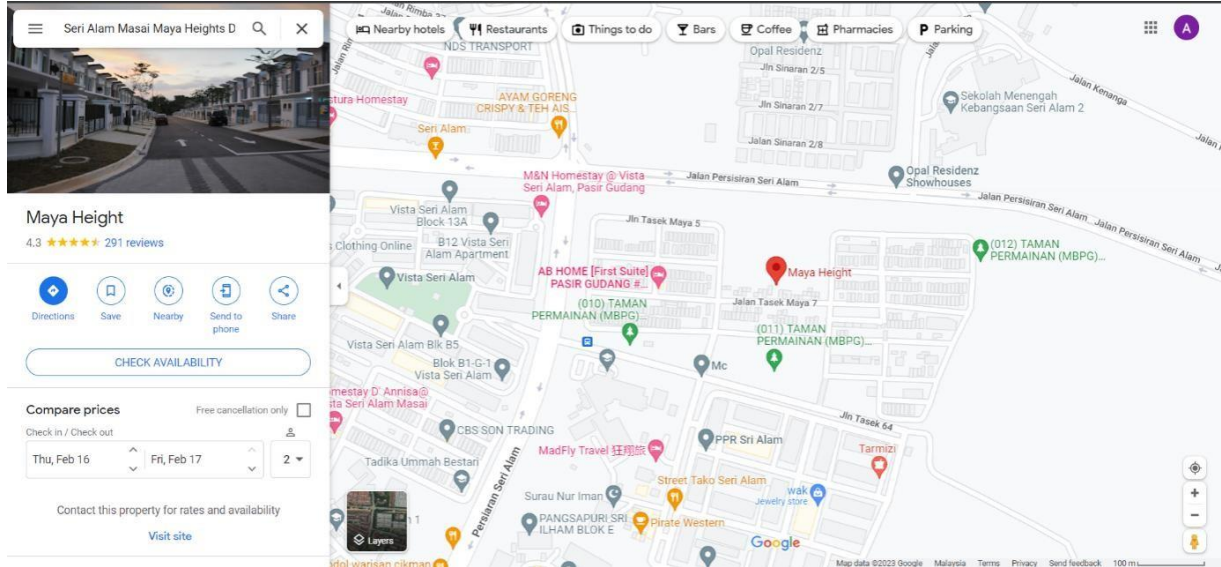 Seri Alam Masai Maya Heights D
Maya Height
4.3
291 reviews
Directions
Save
Nearby
Send to
phone
Share
CHECK AVAILABILITY
Compare prices
Free cancellation only
Check in / Check out
Thu, Feb 16
Fri, Feb 17
2
Contact this property for rates and availability
Visit site
Nearby hotels
Restaurants
Things to do
Bars
Coffee
Pharmacies
Parking
A
NDS TRANSPORT
Opal Residenz
Jln Sinaran 2/5
Jalan Kenanga
Sekolah Menengah
Kebangsaan Seri Alam 2
AYAM GORENG
CRISPY & TEH AIS...
Jln Sinaran 2/7
Seri Alam
Jalan Sinaran 2/8
M&N Homestay @ Vista
Seri Alam, Pasir Gudang
Jalan Persisiran Seri Alam
Opal Residenz
Showhouses
Jalan Persisiran Seri Alam
Jalan Persisiran Seri Alam
Vista Seri Alam
Block 13A
Jln Tasek Maya 5
Clothing Online
B12 Vista Seri
Alam Apartment
(012) TAMAN
PERMAINAN (MBPG)...
Vista Seri Alam
AB HOME [First Suite]
PASIR GUDANG #...
Maya Height
(010) TAMAN
PERMAINAN (MBPG)...
Jalan Tasek Maya 7
(011) TAMAN
PERMAINAN (MBPG)...
Vista Seri Alam Blk B5
Blok B1-G-1
Vista Seri Alam
Mc
Homestay D' Annisa@
Vista Seri Alam Masai
Jln Tasek 64
CBS SON TRADING
PPR Sri Alam
MadFly Travel 狂翔旅
Tarmizi
Tadika Ummah Bestari
Persiaran Seri Alam
Street Tako Seri Alam
Surau Nur Iman
wak
Jewelry store
PANGSAPURI SRI
ILHAM BLOK E
Pirate Western
Layers
Google
Map data ©2023 Google
Malaysia
Terms
Privacy
Send feedback
100 m